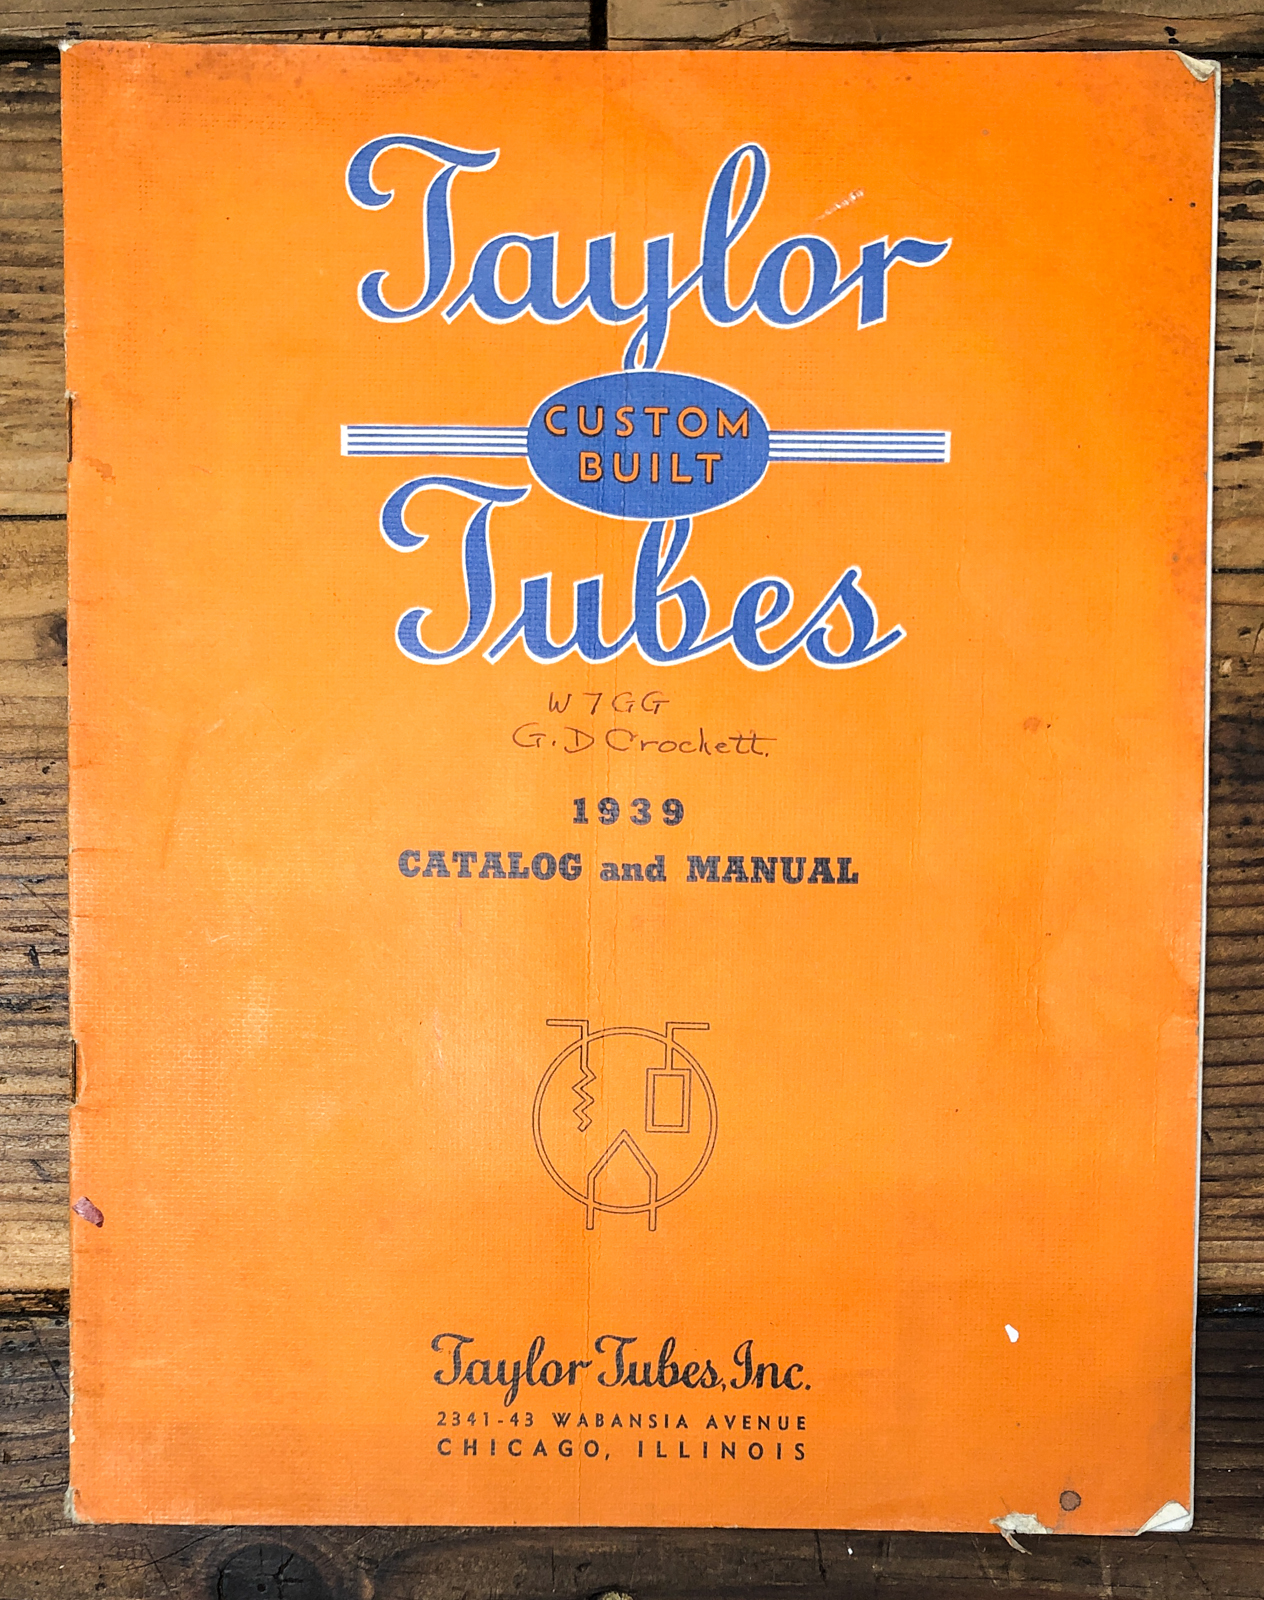 Taylor
CUSTOM
BUILT
Tubes
W7GG
G.D Crockett.
1939
CATALOG and MANUAL
Taylor Tubes, Inc.
2341-43 WABANSIA AVENUE
CHICAGO, ILLINOIS